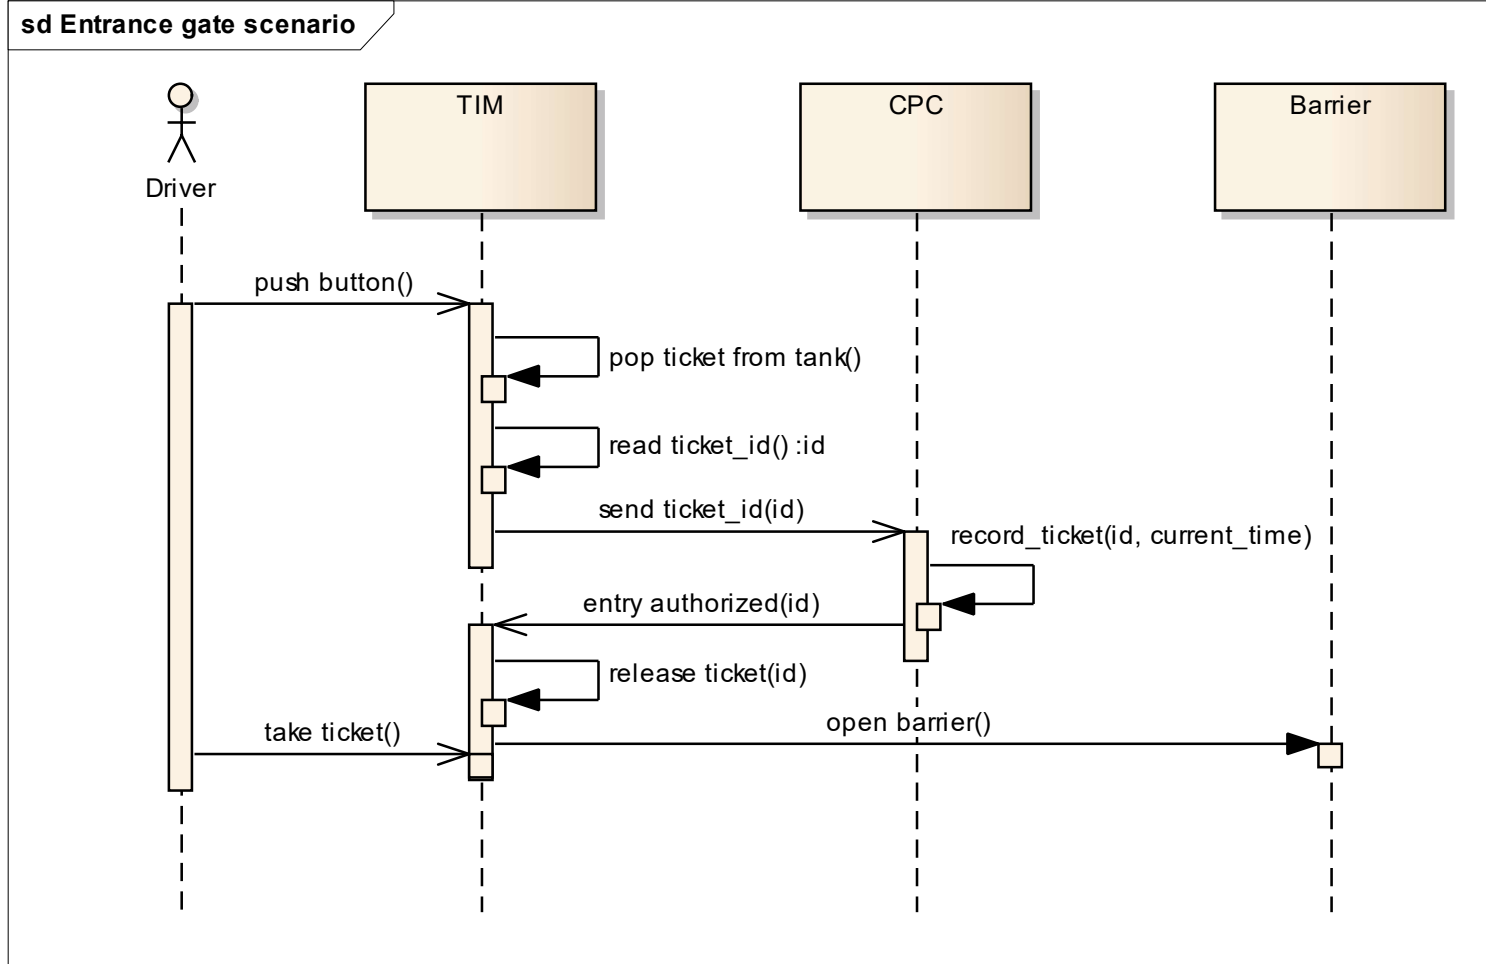 sd Entrance gate scenario
TIM
CPC
Barrier
Driver
push button()
pop ticket from tank()
read ticket_id() :id
send ticket_id(id)
record_ticket(id, current_time)
entry authorized(id)
release ticket(id)
open barrier()
take ticket()